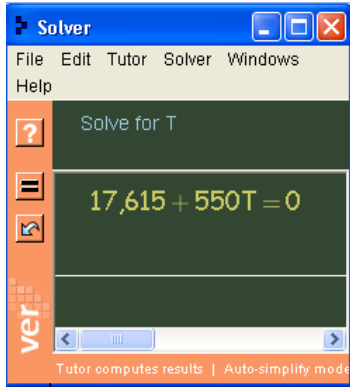 Solver
File Edit Tutor Solver Windows
Help
?
Solve for T
=
17,615 + 550T = 0
ver
Tutor computes results | Auto-simplify mode